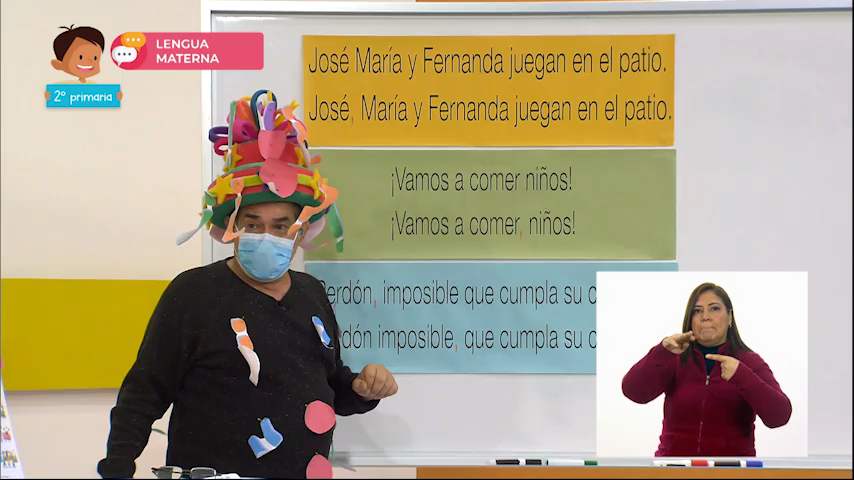 LENGUA
MATERNA
2° primaria
José María y Fernanda juegan en el patio.
José, María y Fernanda juegan en el patio.
¡Vamos a comer niños!
¡Vamos a comer, niños!
imposible que cumpla su
imposible, que cumpla su